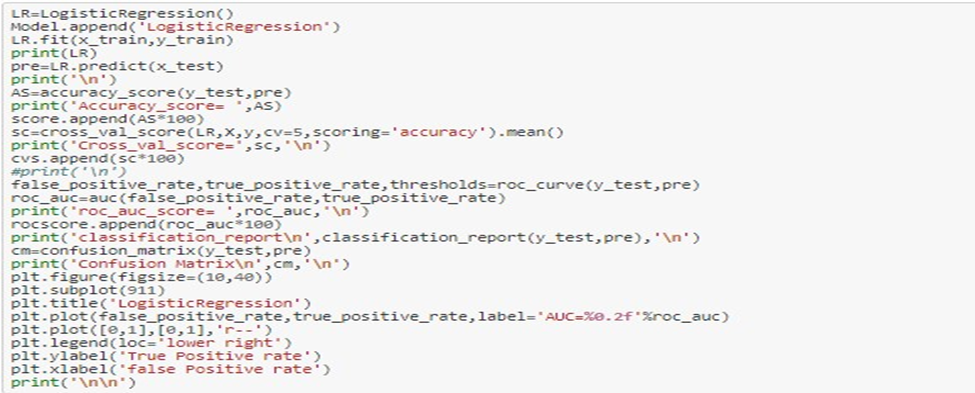 LR=LogisticRegression()
Model.append('LogisticRegression')
LR.fit(x_train,y_train)
print(LR)
pre=LR.predict(x_test)
print('\n')
AS=accuracy_score(y_test,pre)
print('Accuracy_score= ',AS)
score.append(AS*100)
sc=cross_val_score(LR,X,y,cv=5,scoring='accuracy').mean()
print('Cross_val_score=',sc,'\n')
cvs.append(sc*100)
#print('\n')
false_positive_rate,true_positive_rate,thresholds=roc_curve(y_test,pre)
roc_auc=auc(false_positive_rate,true_positive_rate)
print('roc_auc_score= ',roc_auc,'\n')
rocscore.append(roc_auc*100)
print('classification_report\n',classification_report(y_test,pre),'\n')
cm=confusion_matrix(y_test,pre)
print('Confusion Matrix\n',cm,'\n')
plt.figure(figsize=(10,40))
plt.subplot(911)
plt.title('LogisticRegression')
plt.plot(false_positive_rate,true_positive_rate,label='AUC=%0.2f'%roc_auc)
plt.plot([0,1],[0,1],'r--')
plt.legend(loc='lower right')
plt.ylabel('True Positive rate')
plt.xlabel('false Positive rate')
print('\n\n')